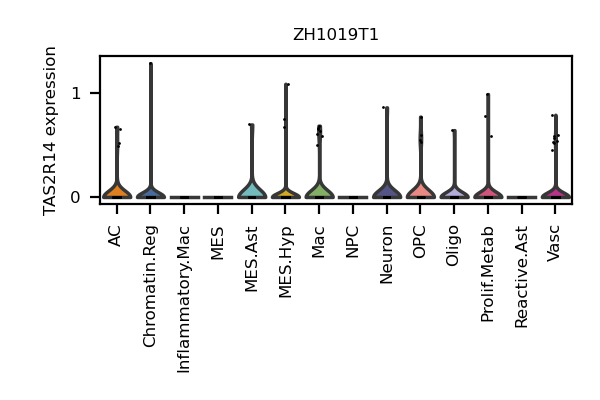 ZH1019T1
TAS2R14 expression
1
0
AC
Chromatin.Reg
Inflammatory.Mac
MES
MES.Ast
MES.Hyp
Mac
NPC
Neuron
OPC
Oligo
Prolif.Metab
Reactive.Ast
Vasc